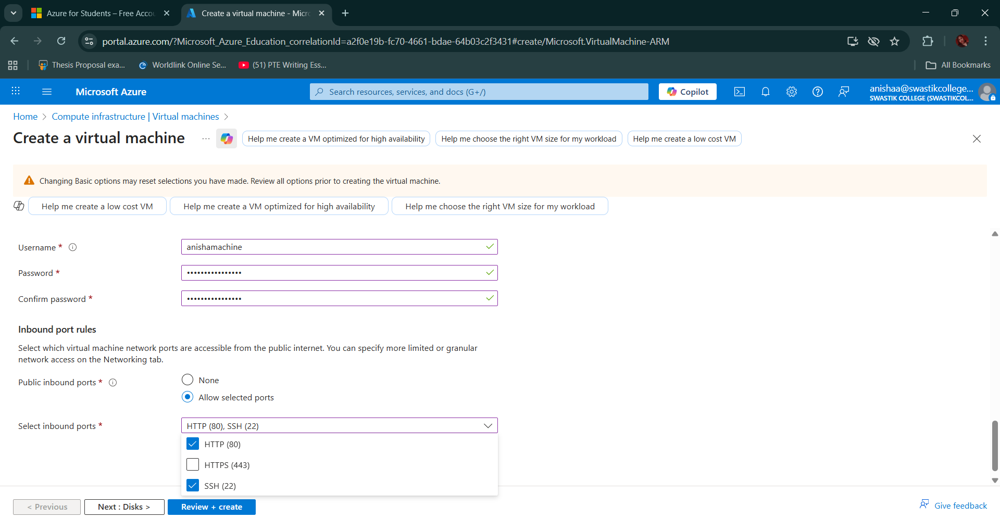 Azure for Students – Free Accou
Create a virtual machine - Micro
portal.azure.com/?Microsoft_Azure_Education_correlationId=a2f0e19b-fc70-4661-bdae-64b03c2f3431#create/Microsoft.VirtualMachine-ARM
Thesis Proposal exa...
Worldlink Online Se...
(51) PTE Writing Ess...
All Bookmarks
Microsoft Azure
Search resources, services, and docs (G+/)
Copilot
anishaa@swastikcollege...
SWASTIK COLLEGE (SWASTIKCOL...
Home > Compute infrastructure | Virtual machines >
Create a virtual machine
...
Help me create a VM optimized for high availability
Help me choose the right VM size for my workload
Help me create a low cost VM
Changing Basic options may reset selections you have made. Review all options prior to creating the virtual machine.
Help me create a low cost VM
Help me create a VM optimized for high availability
Help me choose the right VM size for my workload
Username *
anishamachine
Password *
••••••••••••••••
Confirm password *
••••••••••••••••
Inbound port rules
Select which virtual machine network ports are accessible from the public internet. You can specify more limited or granular
network access on the Networking tab.
Public inbound ports *
None
Allow selected ports
Select inbound ports *
HTTP (80), SSH (22)
HTTP (80)
HTTPS (443)
SSH (22)
< Previous
Next : Disks >
Review + create
Give feedback